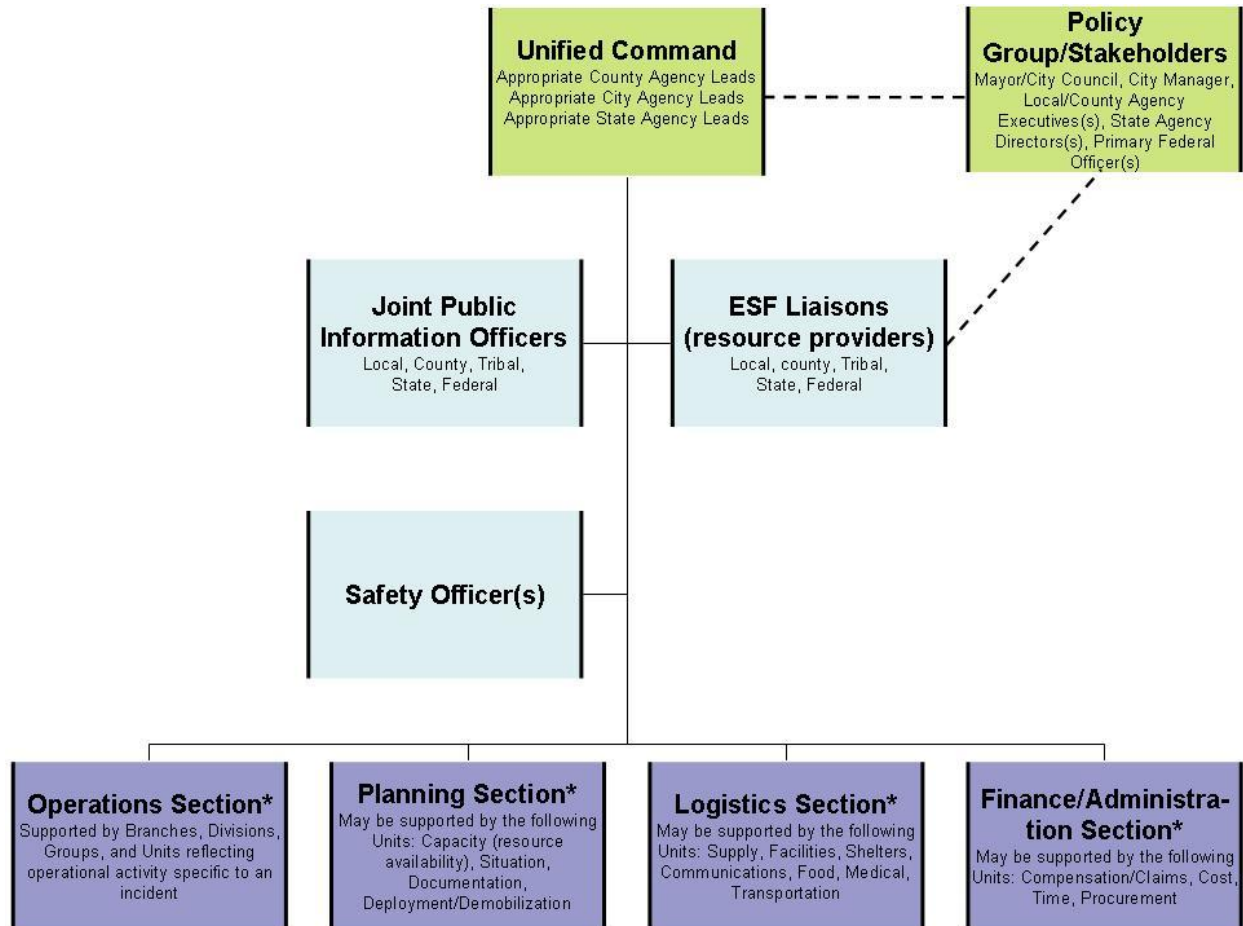 Unified Command
Appropriate County Agency Leads
Appropriate City Agency Leads
Appropriate State Agency Leads
Policy
Group/Stakeholders
Mayor/City Council, City Manager,
Local/County Agency
Executives(s), State Agency
Directors(s), Primary Federal
Officer(s)
Joint Public
Information Officers
Local, County, Tribal,
State, Federal
ESF Liaisons
(resource providers)
Local, county, Tribal,
State, Federal
Safety Officer(s)
Operations Section*
Supported by Branches, Divisions,
Groups, and Units reflecting
operational activity specific to an
incident
Planning Section*
May be supported by the following
Units: Capacity (resource
availability), Situation,
Documentation,
Deployment/Demobilization
Logistics Section*
May be supported by the following
Units: Supply, Facilities, Shelters,
Communications, Food, Medical,
Transportation
Finance/Administra-
tion Section*
May be supported by the following
Units: Compensation/Claims, Cost,
Time, Procurement